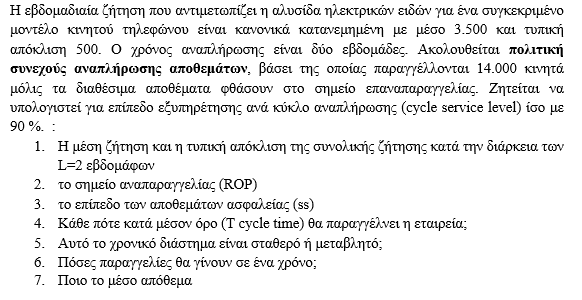 Η εβδομαδιαία ζήτηση που αντιμετωπίζει η αλυσίδα ηλεκτρικών ειδών για ένα συγκεκριμένο
μοντέλο κινητού τηλεφώνου είναι κανονικά κατανεμημένη με μέσο 3.500 και τυπική
απόκλιση 500. Ο χρόνος αναπλήρωσης είναι δύο εβδομάδες. Ακολουθείται πολιτική
συνεχούς αναπλήρωσης αποθεμάτων, βάσει της οποίας παραγγέλλονται 14.000 κινητά
μόλις τα διαθέσιμα αποθέματα φθάσουν στο σημείο επαναπαραγγελίας. Ζητείται να
υπολογιστεί για επίπεδο εξυπηρέτησης ανά κύκλο αναπλήρωσης (cycle service level) ίσο με
90 %. :
1. Η μέση ζήτηση και η τυπική απόκλιση της συνολικής ζήτησης κατά την διάρκεια των
L=2 εβδομάφων
2. το σημείο αναπαραγγελίας (ROP)
3. το επίπεδο των αποθεμάτων ασφαλείας (ss)
4. Κάθε πότε κατά μέσον όρο (T cycle time) θα παραγγέλνει η εταιρεία;
5. Αυτό το χρονικό διάστημα είναι σταθερό ή μεταβλητό;
6. Πόσες παραγγελίες θα γίνουν σε ένα χρόνο;
7. Ποιο το μέσο απόθεμα